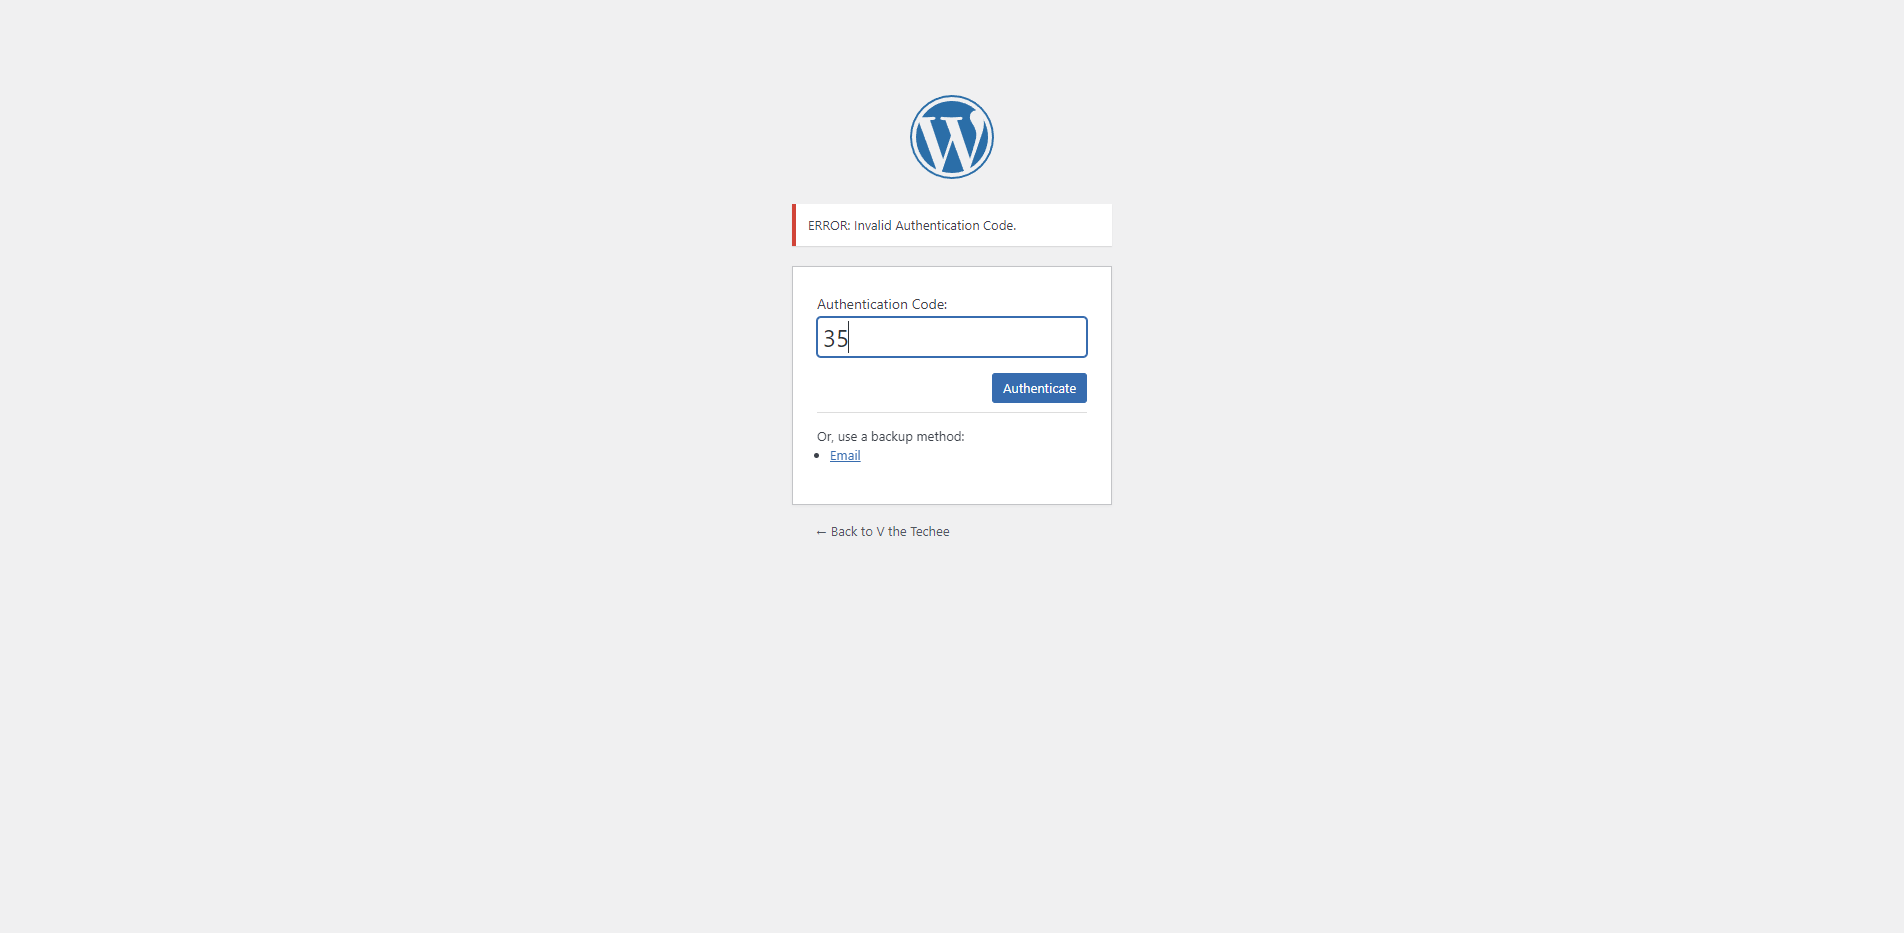 ERROR: Invalid Authentication Code.
Authentication Code:
35
Authenticate
Or, use a backup method:
• Email
← Back to V the Techee